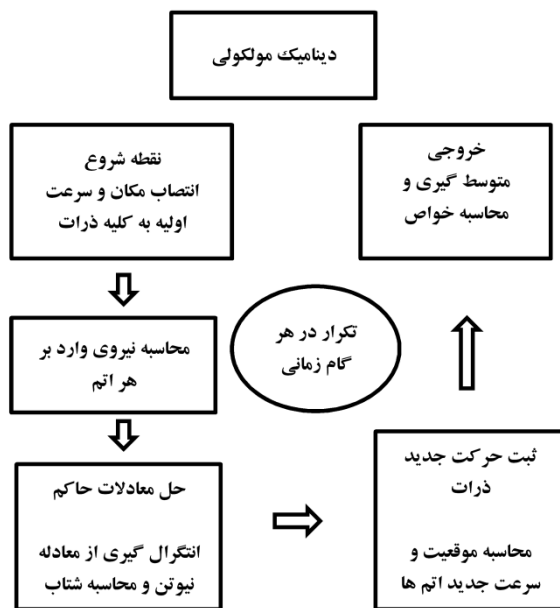 دینامیک مولکولی
نقطه شروع
انتصاب مکان و سرعت
اولیه به کلیه ذرات
محاسبه نیروی وارد بر
هر اتم
حل معادلات حاکم
انتگرال گیری از معادله
نیوتن و محاسبه شتاب
ثبت حرکت جدید
ذرات
محاسبه موقعیت و
سرعت جدید اتم ها
خروجی
متوسط گیری و
محاسبه خواص
تکرار در هر
گام زمانی